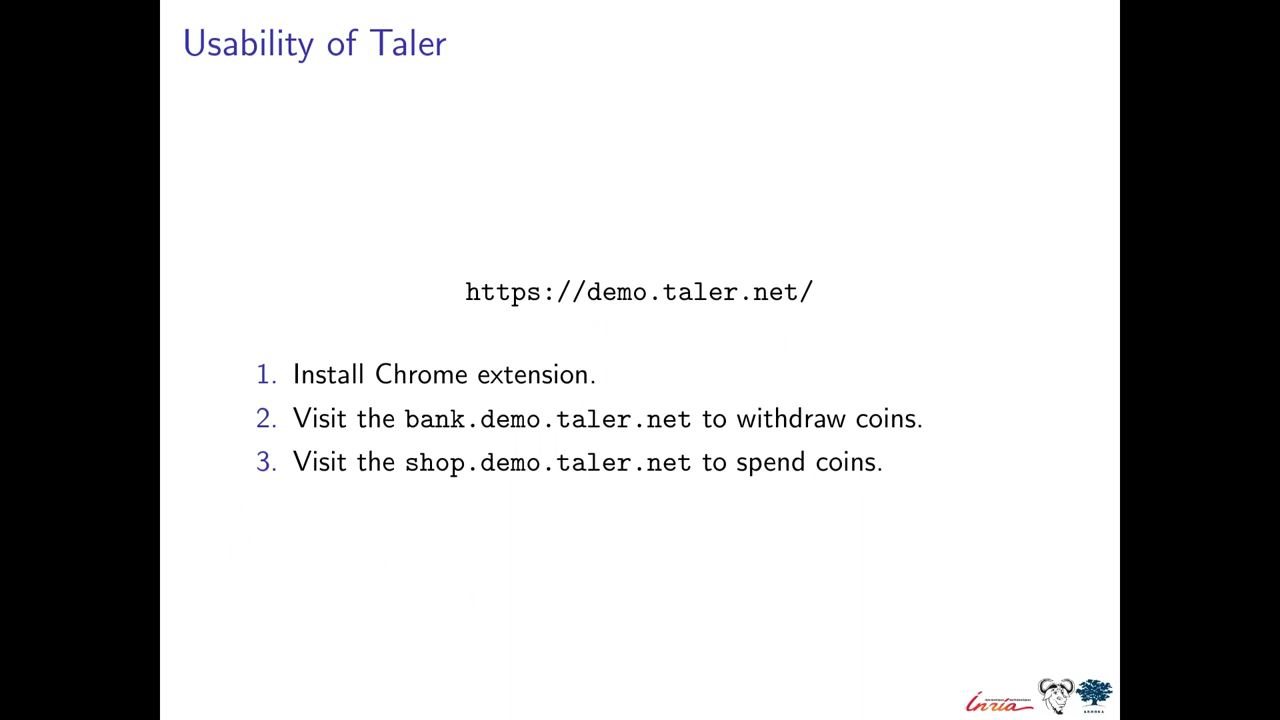 Usability of Taler
https://demo.taler.net/
1. Install Chrome extension.
2. Visit the bank.demo.taler.net to withdraw coins.
3. Visit the shop.demo.taler.net to spend coins.
Inria
ASHOKA